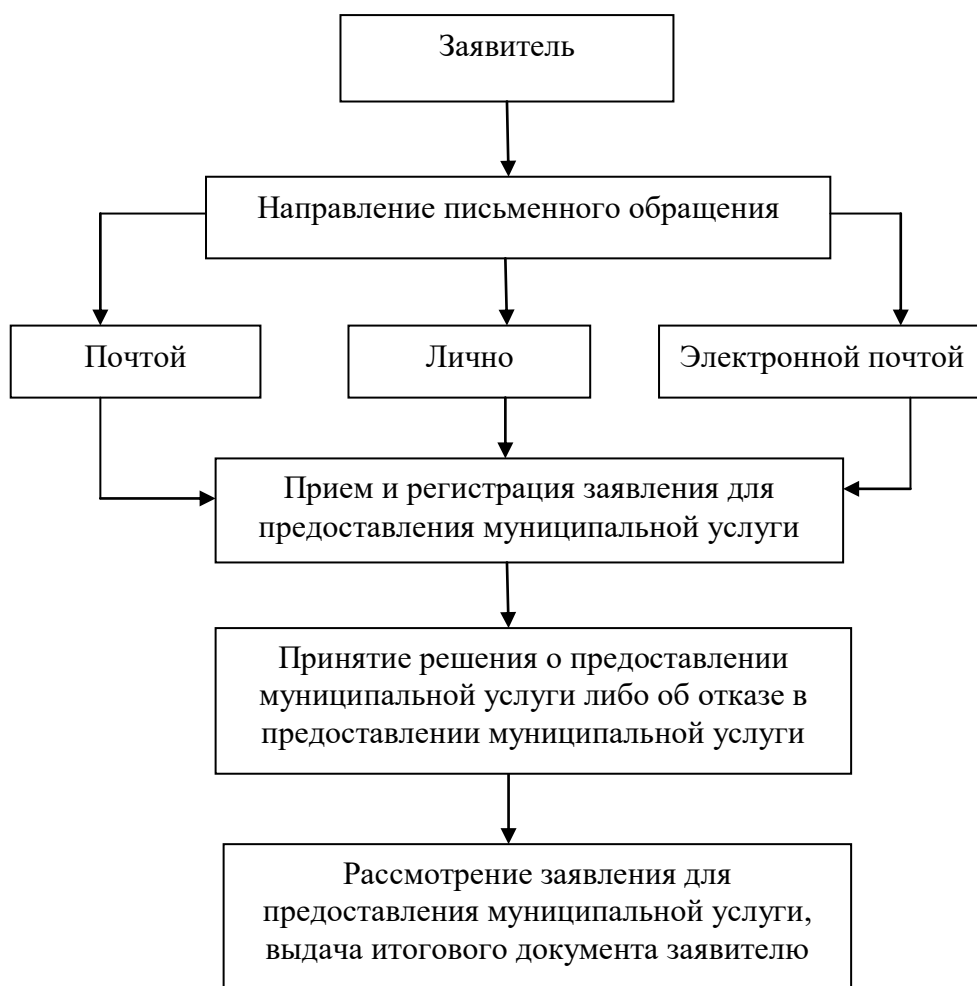 Заявитель
Направление письменного обращения
Почтой
Лично
Электронной почтой
Прием и регистрация заявления для
предоставления муниципальной услуги
Принятие решения о предоставлении
муниципальной услуги либо об отказе в
предоставлении муниципальной услуги
Рассмотрение заявления для
предоставления муниципальной услуги,
выдача итогового документа заявителю